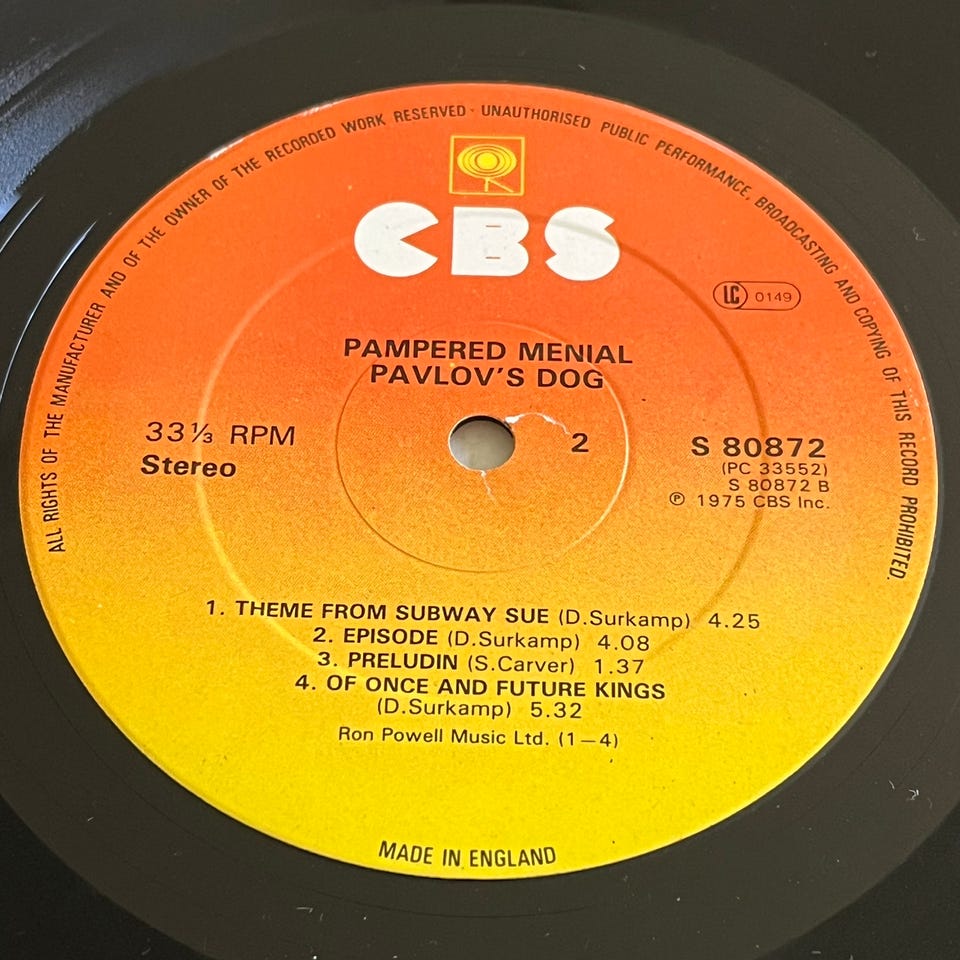 ALL RIGHTS OF THE MANUFACTURER AND OF THE OWNER OF THE RECORDED WORK RESERVED · UNAUTHORISED PUBLIC PERFORMANCE, BROADCASTING AND COPYING OF THIS RECORD PROHIBITED.
CBS
LC 0149
PAMPERED MENIAL
PAVLOV'S DOG
33⅓ RPM
Stereo
2
S 80872
(PC 33552)
S 80872 B
℗ 1975 CBS Inc.
1. THEME FROM SUBWAY SUE (D.Surkamp) 4.25
2. EPISODE (D.Surkamp) 4.08
3. PRELUDIN (S.Carver) 1.37
4. OF ONCE AND FUTURE KINGS
(D.Surkamp) 5.32
Ron Powell Music Ltd. (1—4)
MADE IN ENGLAND